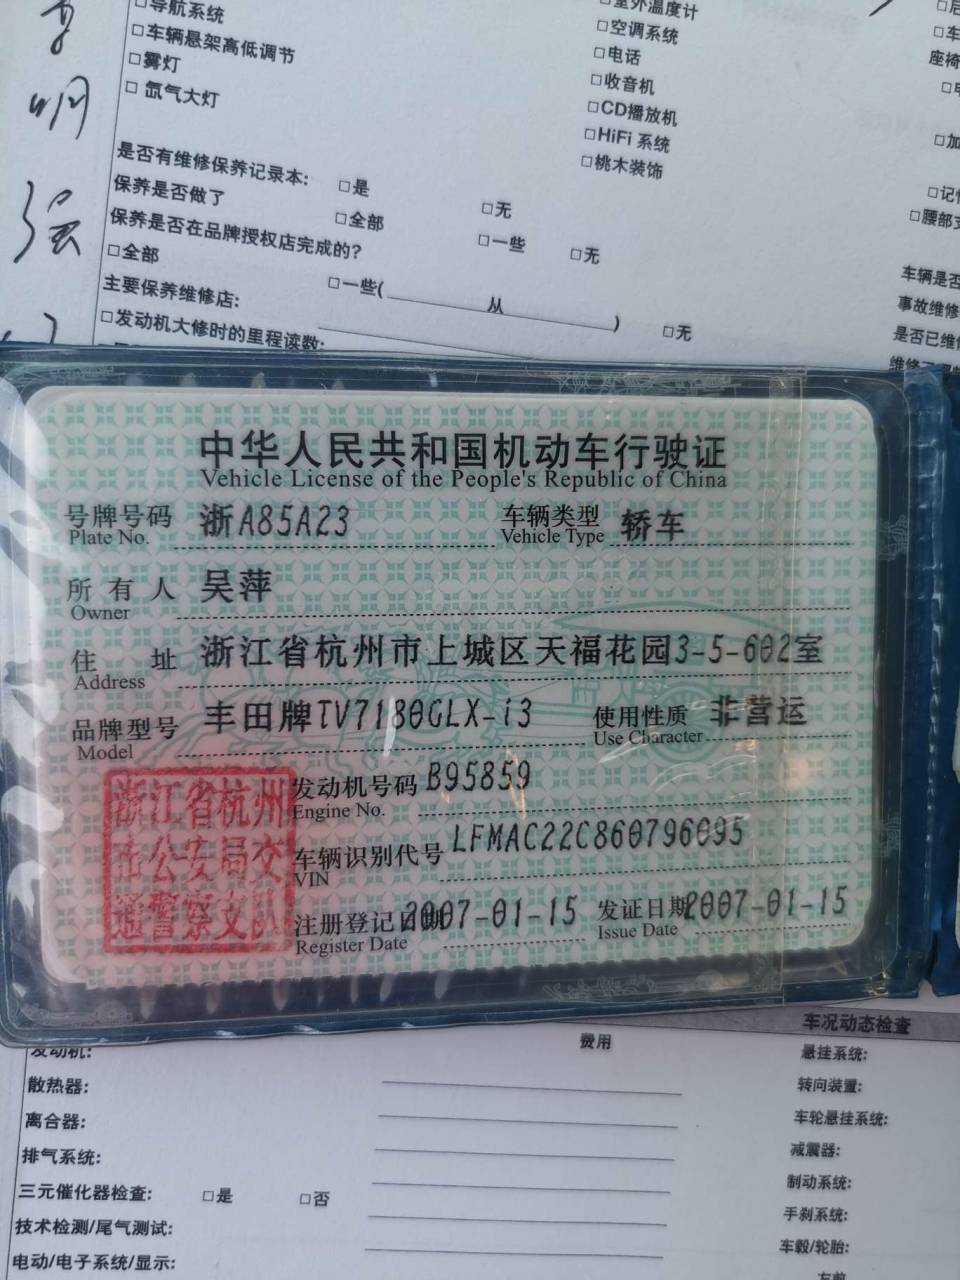 □导航系统
□车辆悬架高低调节
□雾灯
□氙气大灯
室外温度计
□空调系统
□电话
□收音机
□CD播放机
□HiFi 系统
□桃木装饰
座椅
□腰部支
明
强
是否有维修保养记录本: □是 □无
保养是否做了 □全部 □一些 □无
保养是否在品牌授权店完成的?
□全部 □一些( 从 ) □无
主要保养维修店:
□发动机大修时的里程读数:
车辆是否
事故维修
是否已维修
中华人民共和国机动车行驶证
Vehicle License of the People's Republic of China
号牌号码 浙A85A23 车辆类型 轿车
Plate No. Vehicle Type
所有人 吴萍
Owner
住址 浙江省杭州市上城区天福花园3-5-602室
Address
品牌型号 丰田牌TV7180GLX-i3 使用性质 非营运
Model Use Character
浙江省杭州
市公安局交
通警察支队
发动机号码 B95859
Engine No.
车辆识别代号 LFMAC22C860796095
VIN
注册登记日期 2007-01-15 发证日期 2007-01-15
Register Date Issue Date
车况动态检查
发动机: 费用 悬挂系统:
散热器: 转向装置:
离合器: 车轮悬挂系统:
排气系统: 减震器:
三元催化器检查: □是 □否 制动系统:
技术检测/尾气测试: 手刹系统:
电动/电子系统/显示: 车毂/轮胎: